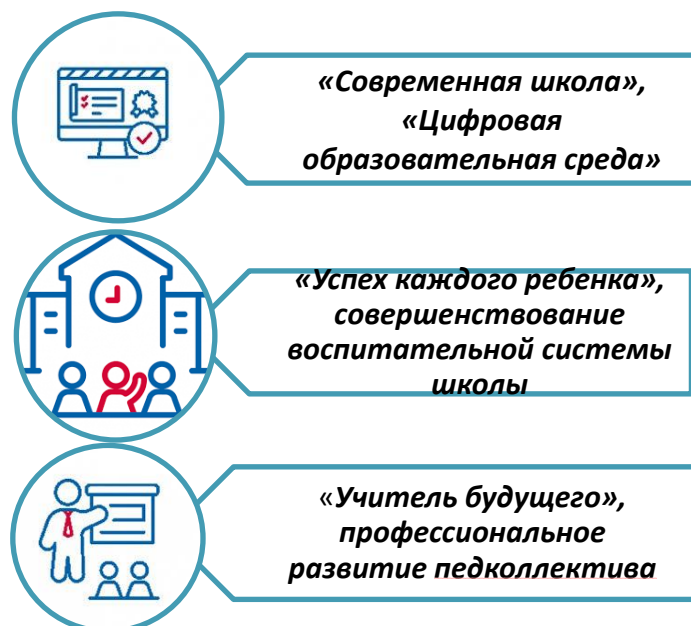 «Современная школа»,
«Цифровая
образовательная среда»
«Успех каждого ребенка»,
совершенствование
воспитательной системы
школы
«Учитель будущего»,
профессиональное
развитие педколлектива